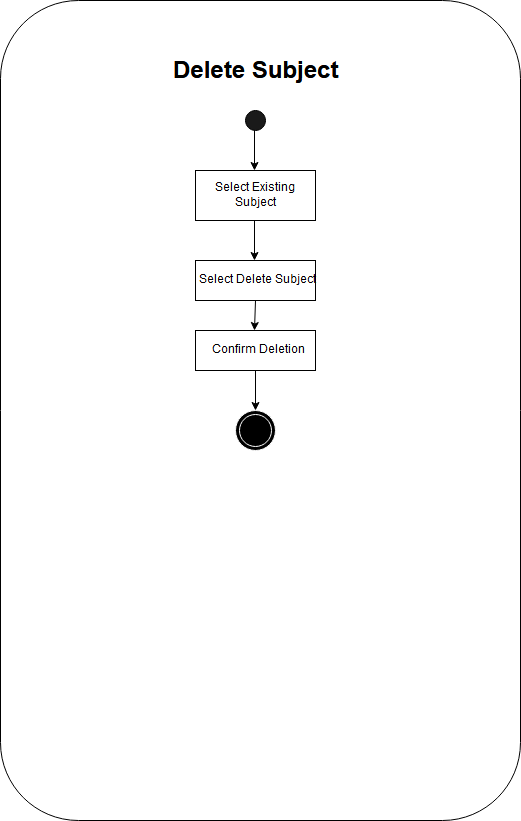 Delete Subject
Select Existing
Subject
Select Delete Subject
Confirm Deletion